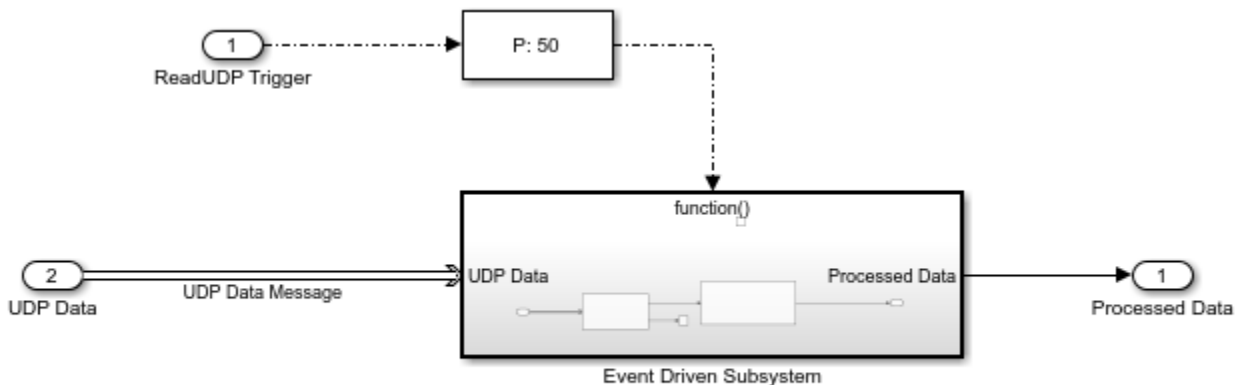 1
P: 50
ReadUDP Trigger
function()
2
UDP Data
UDP Data Message
UDP Data
Processed Data
1
Processed Data
Event Driven Subsystem